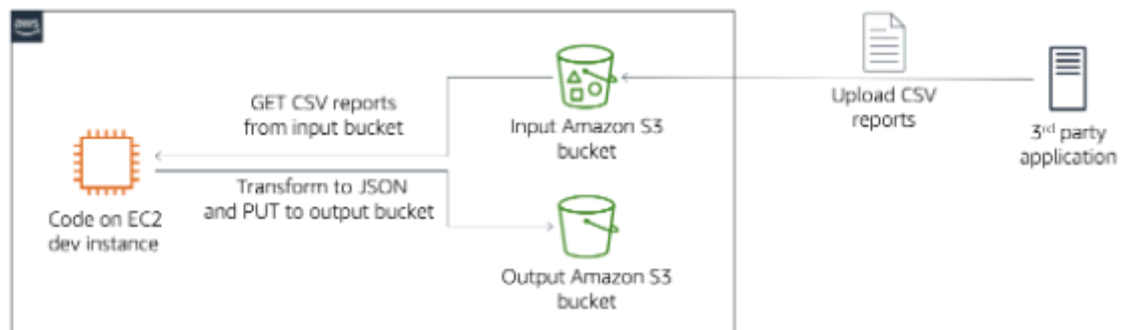 aws
Upload CSV
reports
3rd party
application
GET CSV reports
from input bucket
Input Amazon S3
bucket
Transform to JSON
and PUT to output bucket
Code on EC2
dev instance
Output Amazon S3
bucket